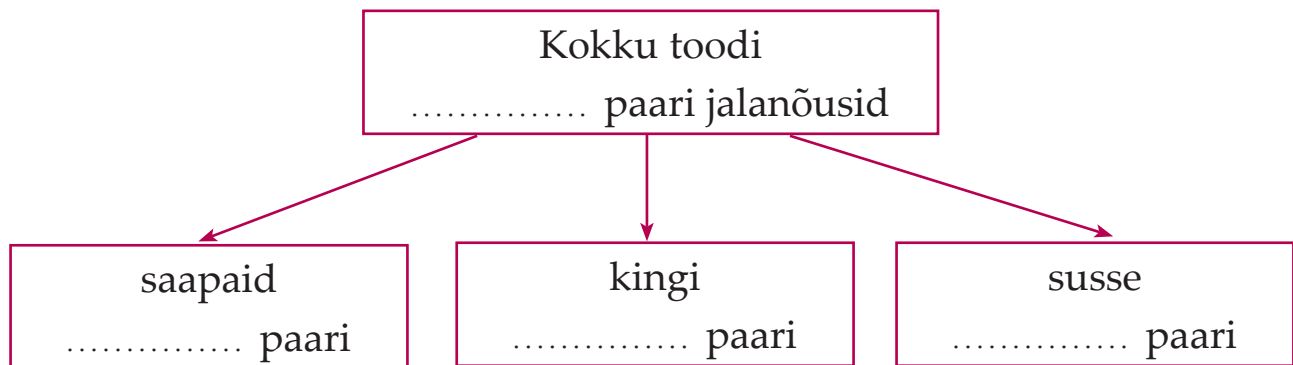 Kokku toodi
............... paari jalanõusid
saapaid
............... paari
kingi
............... paari
susse
............... paari